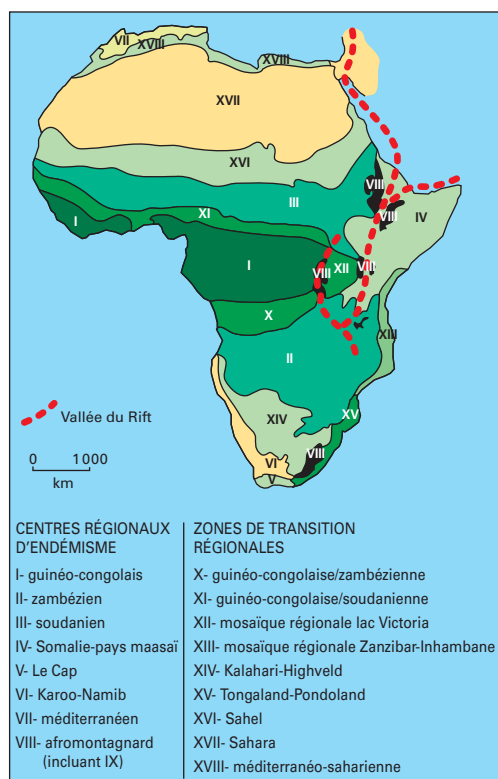 VII
XVIII
XVIII
XVII
XVI
III
VIII
XI
VIII
IV
I
I
VIII
XII
VIII
X
XIII
II
XIV
XV
VIII
VI
V
Vallée du Rift
0 1000
km
CENTRES RÉGIONAUX
D'ENDÉMISME
I- guinéo-congolais
II- zambézien
III- soudanien
IV- Somalie-pays maasaï
V- Le Cap
VI- Karoo-Namib
VII- méditerranéen
VIII- afromontagnard
(incluant IX)
ZONES DE TRANSITION
RÉGIONALES
X- guinéo-congolaise/zambézienne
XI- guinéo-congolaise/soudanienne
XII- mosaïque régionale lac Victoria
XIII- mosaïque régionale Zanzibar-Inhambane
XIV- Kalahari-Highveld
XV- Tongaland-Pondoland
XVI- Sahel
XVII- Sahara
XVIII- méditerranéo-saharienne